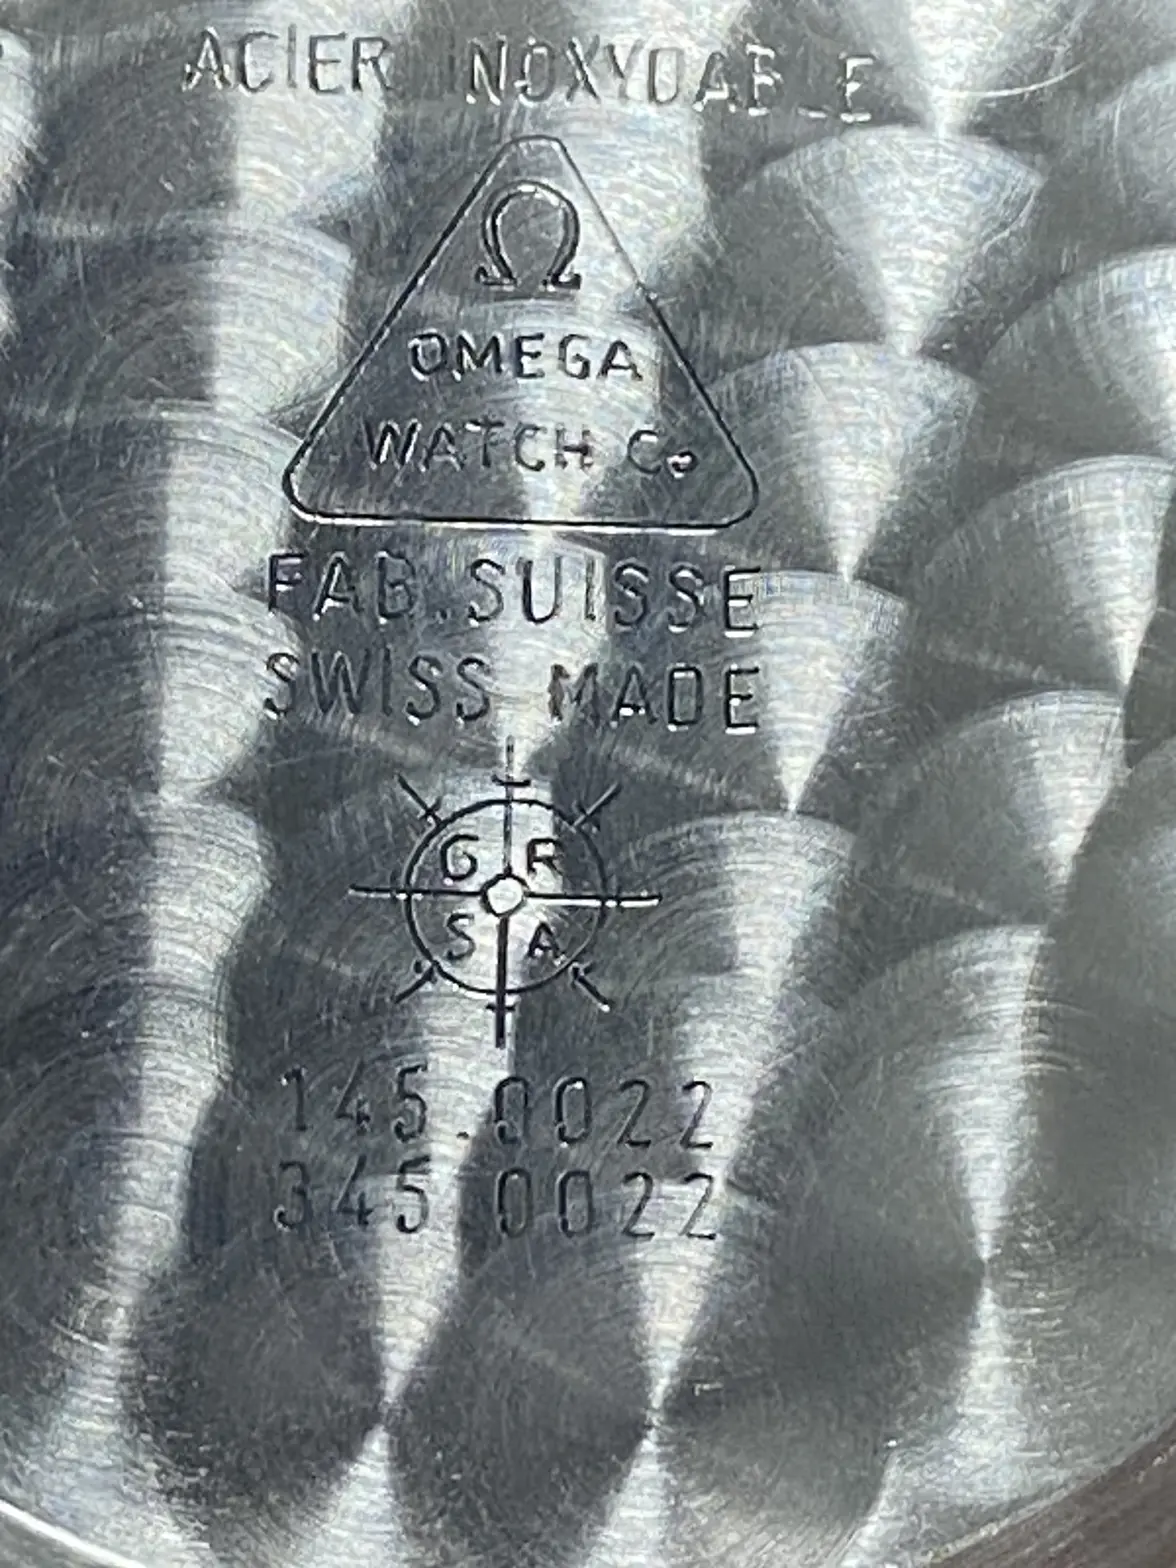 ACIER INOXYDABLE
Ω
OMEGA
WATCH Co
FAB.SUISSE
SWISS MADE
G R
S A
145.0022
345.0022